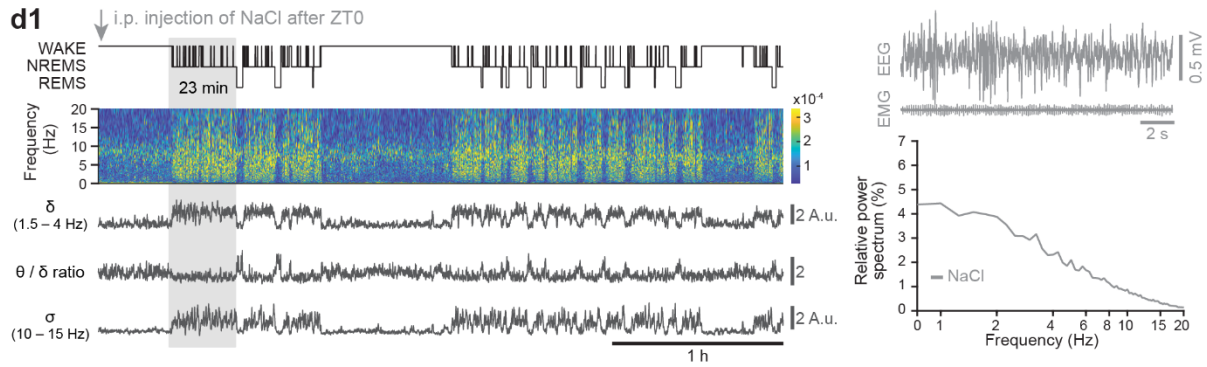 d1
i.p. injection of NaCl after ZT0
WAKE
NREMS
REMS
23 min
Frequency
(Hz)
20
15
10
5
0
x10⁻⁴
3
2
1
δ
(1.5 – 4 Hz)
2 A.u.
θ / δ ratio
2
σ
(10 – 15 Hz)
2 A.u.
1 h
EEG
EMG
0.5 mV
2 s
Relative power
spectrum (%)
7
6
5
4
3
2
1
0
NaCl
0 1 2 4 6 8 10 15 20
Frequency (Hz)